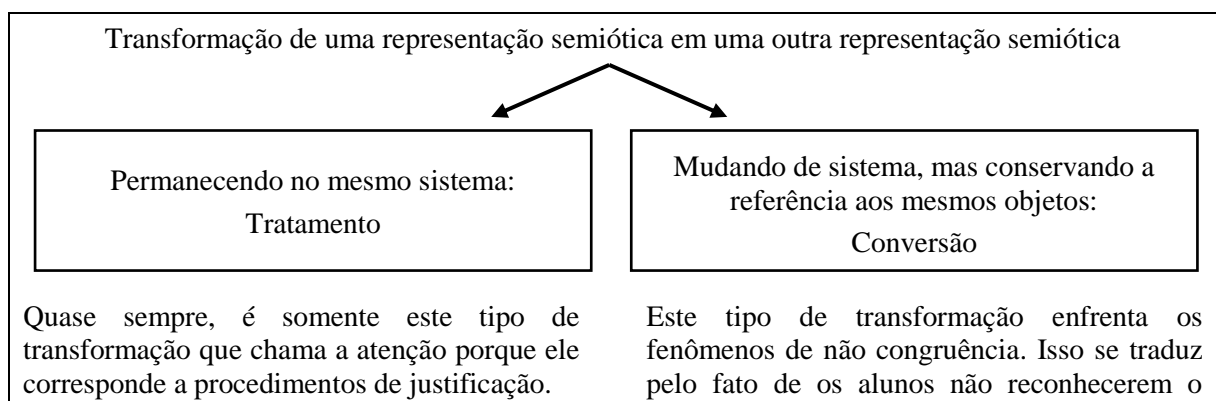 Transformação de uma representação semiótica em uma outra representação semiótica
Permanecendo no mesmo sistema:
Tratamento
Mudando de sistema, mas conservando a
referência aos mesmos objetos:
Conversão
Quase sempre, é somente este tipo de
transformação que chama a atenção porque ele
corresponde a procedimentos de justificação.
Este tipo de transformação enfrenta os
fenômenos de não congruência. Isso se traduz
pelo fato de os alunos não reconhecerem o